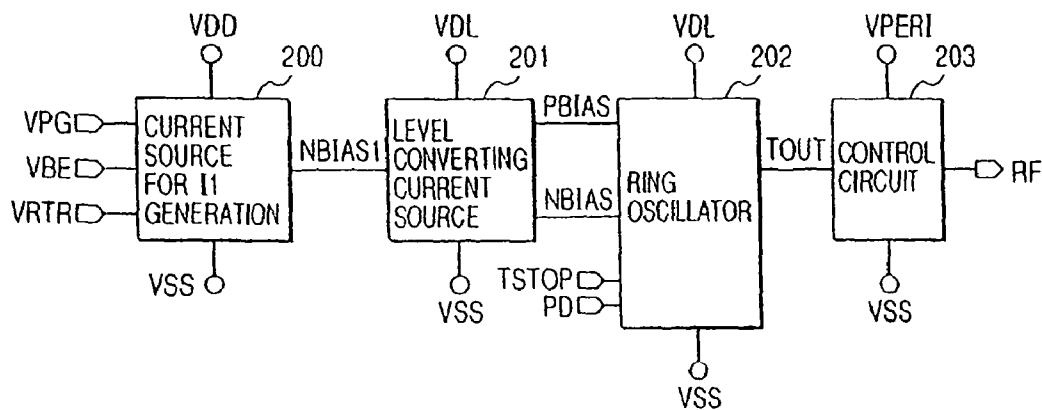 VDD
VDL
VDL
VPERI
200
201
202
203
VPG
VBE
VRTR
CURRENT
SOURCE
FOR I1
GENERATION
NBIAS1
LEVEL
CONVERTING
CURRENT
SOURCE
PBIAS
NBIAS
TSTOP
PD
RING
OSCILLATOR
TOUT
CONTROL
CIRCUIT
RF
VSS
VSS
VSS
VSS